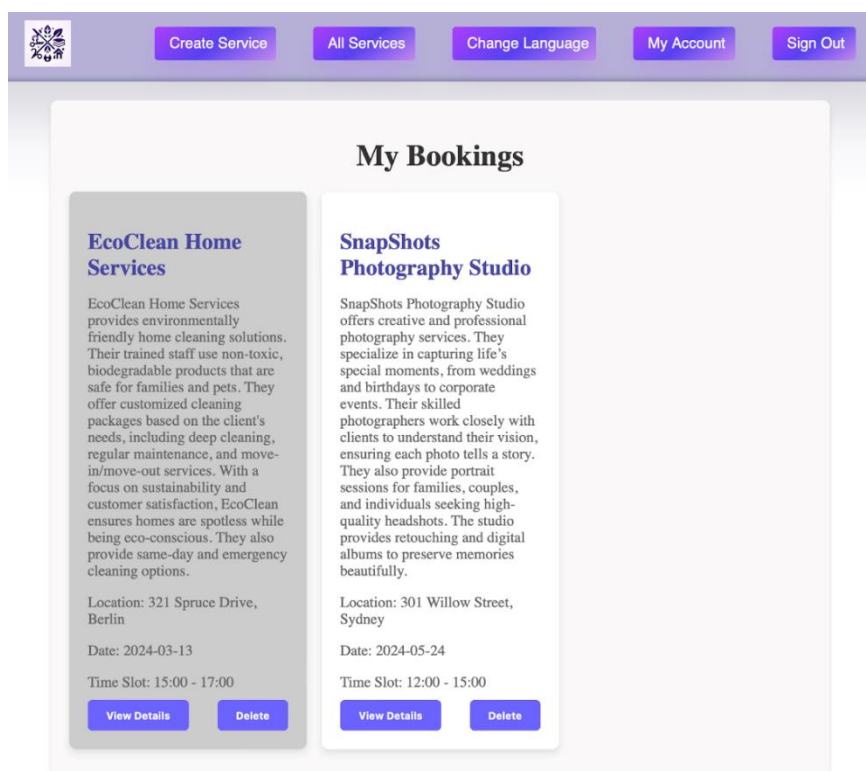 Create Service
All Services
Change Language
My Account
Sign Out
My Bookings
EcoClean Home
Services
EcoClean Home Services
provides environmentally
friendly home cleaning solutions.
Their trained staff use non-toxic,
biodegradable products that are
safe for families and pets. They
offer customized cleaning
packages based on the client's
needs, including deep cleaning,
regular maintenance, and move-
in/move-out services. With a
focus on sustainability and
customer satisfaction, EcoClean
ensures homes are spotless while
being eco-conscious. They also
provide same-day and emergency
cleaning options.
Location: 321 Spruce Drive,
Berlin
Date: 2024-03-13
Time Slot: 15:00 - 17:00
View Details
Delete
SnapShots
Photography Studio
SnapShots Photography Studio
offers creative and professional
photography services. They
specialize in capturing life’s
special moments, from weddings
and birthdays to corporate
events. Their skilled
photographers work closely with
clients to understand their vision,
ensuring each photo tells a story.
They also provide portrait
sessions for families, couples,
and individuals seeking high-
quality headshots. The studio
provides retouching and digital
albums to preserve memories
beautifully.
Location: 301 Willow Street,
Sydney
Date: 2024-05-24
Time Slot: 12:00 - 15:00
View Details
Delete